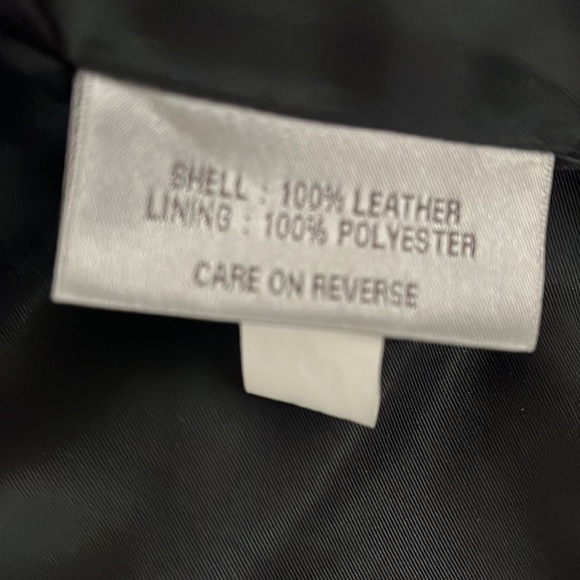 SHELL : 100% LEATHER
LINING : 100% POLYESTER
CARE ON REVERSE